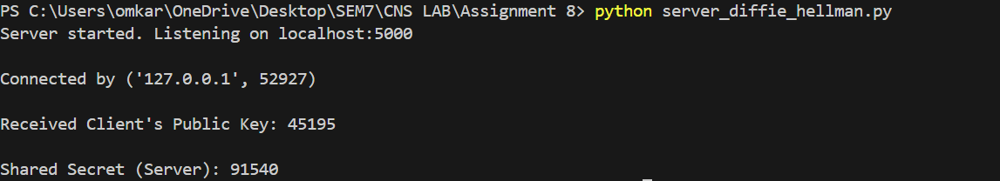 PS C:\Users\omkar\OneDrive\Desktop\SEM7\CNS LAB\Assignment 8> python server_diffie_hellman.py
Server started. Listening on localhost:5000
Connected by ('127.0.0.1', 52927)
Received Client's Public Key: 45195
Shared Secret (Server): 91540